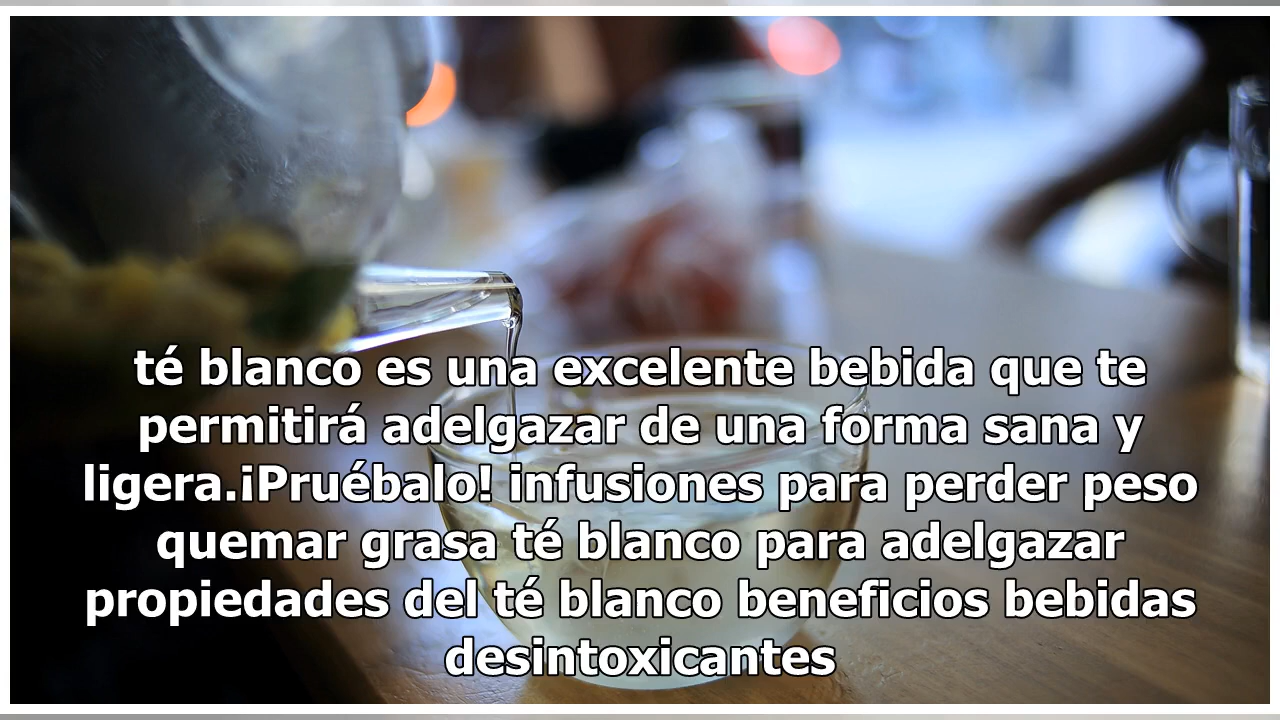 té blanco es una excelente bebida que te
permitirá adelgazar de una forma sana y
ligera.¡Pruébalo! infusiones para perder peso
quemar grasa té blanco para adelgazar
propiedades del té blanco beneficios bebidas
desintoxicantes